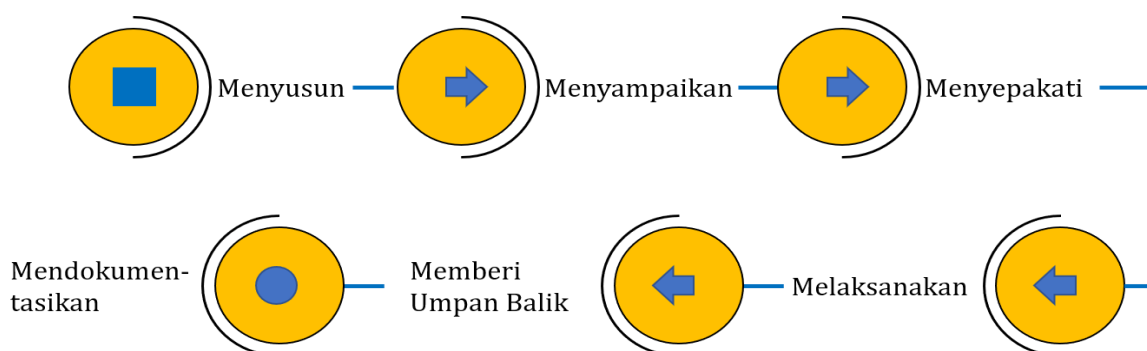 Menyusun
Menyampaikan
Menyepakati
Melaksanakan
Memberi
Umpan Balik
Mendokumen-
tasikan